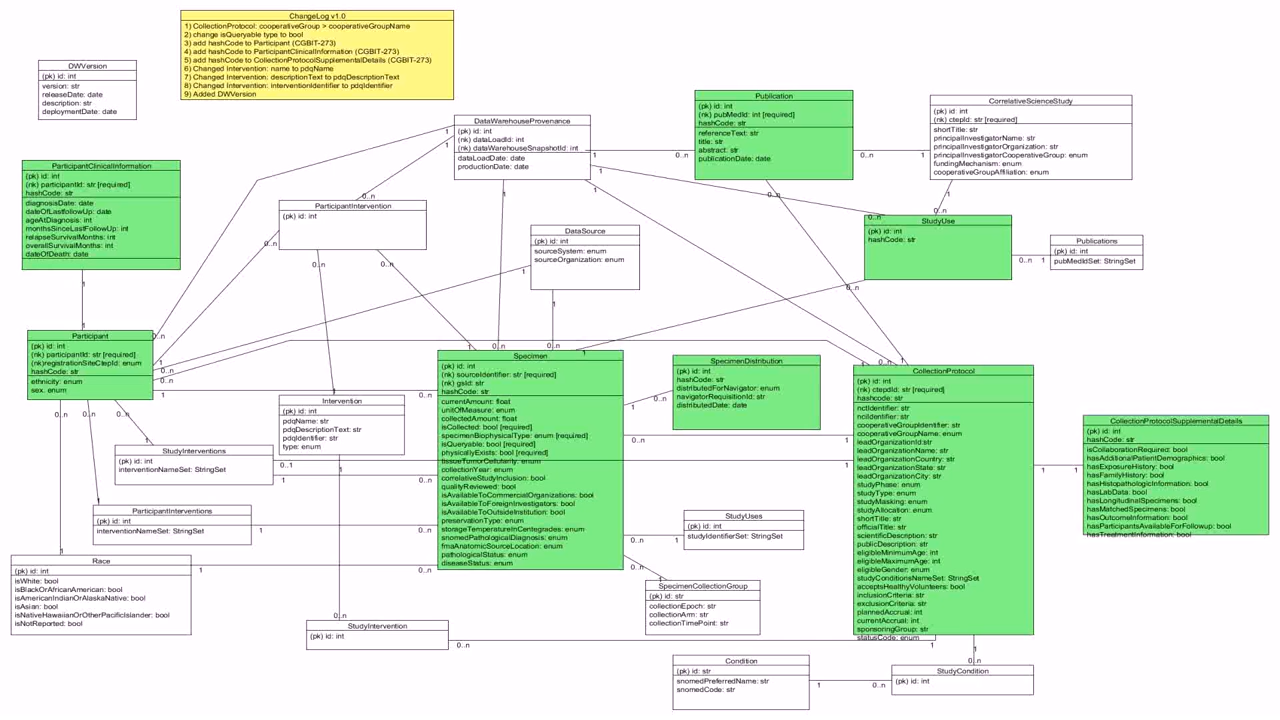 ChangeLog v1.0
1) CollectionProtocol: cooperativeGroup > cooperativeGroupName
2) change isQueryable type to bool
3) add hashCode to Participant (CGBIT-273)
4) add hashCode to ParticipantClinicalInformation (CGBIT-273)
5) add hashCode to CollectionProtocolSupplementalDetails (CGBIT-273)
6) Changed Intervention: name to pdqName
7) Changed Intervention: descriptionText to pdqDescriptionText
8) Changed Intervention: interventionIdentifier to pdqIdentifier
9) Added DWVersion
DWVersion
(pk) id: int
version: str
releaseDate: date
description: str
deploymentDate: date
DataWarehouseProvenance
(pk) id: int
(nk) dataLoadId: int
(nk) dataWarehouseSnapshotId: int
dataLoadDate: date
productionDate: date
Publication
(pk) id: int
(nk) pubMedId: int [required]
hashCode: str
referenceText: str
title: str
abstract: str
publicationDate: date
CorrelativeScienceStudy
(pk) id: int
(nk) ctepId: str [required]
shortTitle: str
principalInvestigatorName: str
principalInvestigatorOrganization: str
principalInvestigatorCooperativeGroup: enum
fundingMechanism: enum
cooperativeGroupAffiliation: enum
ParticipantClinicalInformation
(pk) id: int
(nk) participantId: str [required]
hashCode: str
diagnosisDate: date
dateOfLastfollowUp: date
ageAtDiagnosis: int
monthsSinceLastFollowUp: int
relapseSurvivalMonths: int
overallSurvivalMonths: int
dateOfDeath: date
ParticipantIntervention
(pk) id: int
DataSource
(pk) id: int
sourceSystem: enum
sourceOrganization: enum
StudyUse
(pk) id: int
hashCode: str
Publications
(pk) id: int
pubMedIdSet: StringSet
Participant
(pk) id: int
(nk) participantId: str [required]
(nk)registrationSiteCtepId: enum
hashCode: str
ethnicity: enum
sex: enum
Specimen
(pk) id: int
(nk) sourceIdentifier: str [required]
(nk) gsId: str
hashCode: str
currentAmount: float
unitOfMeasure: enum
collectedAmount: float
isCollected: bool [required]
specimenBiophysicalType: enum [required]
isQueryable: bool [required]
physicallyExists: bool [required]
tissueTumorCellularity: enum
collectionYear: enum
correlativeStudyInclusion: bool
qualityReviewed: bool
isAvailableToCommercialOrganizations: bool
isAvailableToForeignInvestigators: bool
isAvailableToOutsideInstitution: bool
preservationType: enum
storageTemperatureInCentegrades: enum
snomedPathologicalDiagnosis: enum
fmaAnatomicSourceLocation: enum
pathologicalStatus: enum
diseaseStatus: enum
SpecimenDistribution
(pk) id: int
hashCode: str
distributedForNavigator: enum
navigatorRequisitionId: str
distributedDate: date
CollectionProtocol
(pk) id: int
(nk) ctepdId: str [required]
hashcode: str
nctIdentifier: str
nciIdentifier: str
cooperativeGroupIdentifier: str
cooperativeGroupName: enum
leadOrganizationId:str
leadOrganizationName: str
leadOrganizationCountry: str
leadOrganizationState: str
leadOrganizationCity: str
studyPhase: enum
studyType: enum
studyMasking: enum
studyAllocation: enum
shortTitle: str
officialTitle: str
scientificDescription: str
publicDescription: str
eligibleMinimumAge: int
eligibleMaximumAge: int
eligibleGender: enum
studyConditionsNameSet: StringSet
acceptsHealthyVolunteers: bool
inclusionCriteria: str
exclusionCriteria: str
plannedAccrual: int
currentAccrual: int
sponsoringGroup: str
statusCode: enum
CollectionProtocolSupplementalDetails
(pk) id: int
hashCode: str
isCollaborationRequired: bool
hasAdditionalPatientDemographics: bool
hasExposureHistory: bool
hasFamilyHistory: bool
hasHistopathologicInformation: bool
hasLabData: bool
hasLongitudinalSpecimens: bool
hasMatchedSpecimens: bool
hasOutcomeInformation: bool
hasParticipantsAvailableForFollowup: bool
hasTreatmentInformation: bool
Intervention
(pk) id: int
pdqName: str
pdqDescriptionText: str
pdqIdentifier: str
type: enum
StudyInterventions
(pk) id: int
interventionNameSet: StringSet
ParticipantInterventions
(pk) id: int
interventionNameSet: StringSet
Race
(pk) id: int
isWhite: bool
isBlackOrAfricanAmerican: bool
isAmericanIndianOrAlaskaNative: bool
isAsian: bool
isNativeHawaiianOrOtherPacificIslander: bool
isNotReported: bool
StudyUses
(pk) id: int
studyIdentifierSet: StringSet
SpecimenCollectionGroup
(pk) id: str
collectionEpoch: str
collectionArm: str
collectionTimePoint: str
StudyIntervention
(pk) id: int
Condition
(pk) id: str
snomedPreferredName: str
snomedCode: str
StudyCondition
(pk) id: int